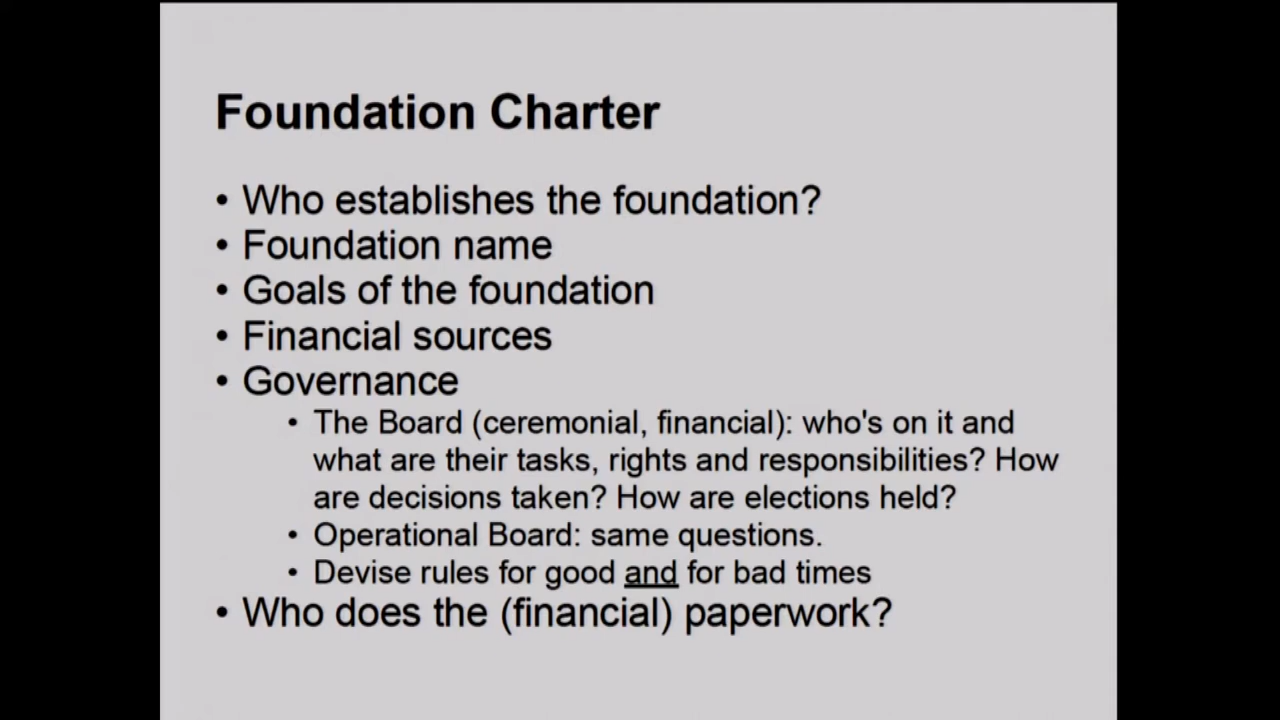 Foundation Charter
• Who establishes the foundation?
• Foundation name
• Goals of the foundation
• Financial sources
• Governance
• The Board (ceremonial, financial): who's on it and
what are their tasks, rights and responsibilities? How
are decisions taken? How are elections held?
• Operational Board: same questions.
• Devise rules for good and for bad times
• Who does the (financial) paperwork?